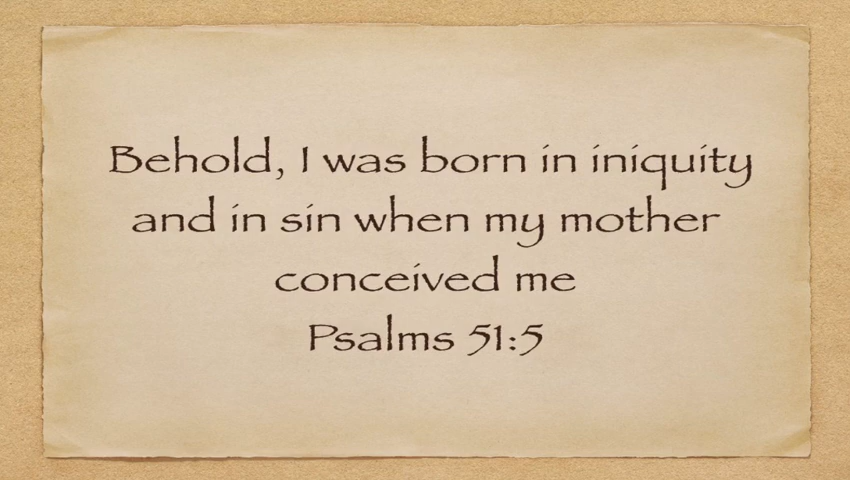 Behold, I was born in iniquity
and in sin when my mother
conceived me
Psalms 51:5